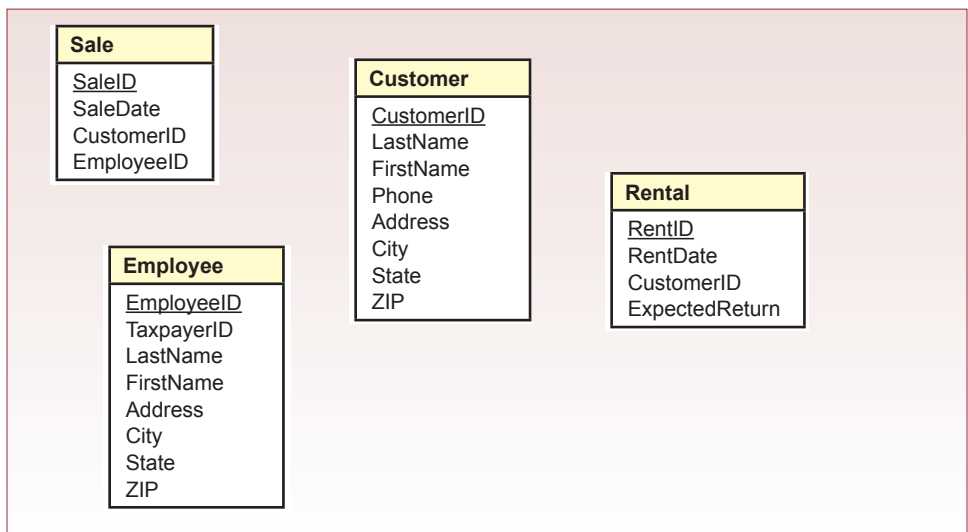 Sale
SaleID
SaleDate
CustomerID
EmployeeID
Customer
CustomerID
LastName
FirstName
Phone
Address
City
State
ZIP
Rental
RentID
RentDate
CustomerID
ExpectedReturn
Employee
EmployeeID
TaxpayerID
LastName
FirstName
Address
City
State
ZIP